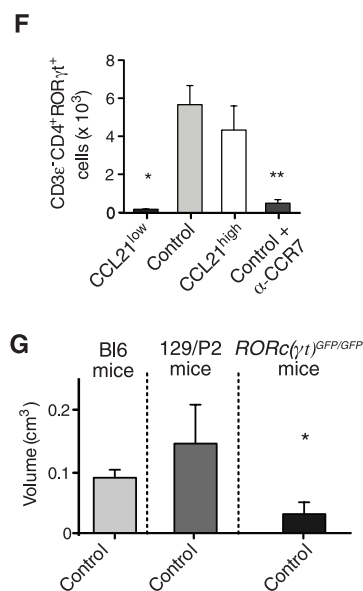 F
CD3ε⁻CD4⁺RORγt⁺
cells (x 10³)
8
6
4
2
0
*
**
CCL21ˡᵒʷ
Control
CCL21ʰⁱᵍʰ
Control +
α-CCR7
G
Bl6
mice
129/P2
mice
RORc(γt)ᴳᶠᴾ/ᴳᶠᴾ
mice
Volume (cm³)
0.2
0.1
0
*
Control
Control
Control